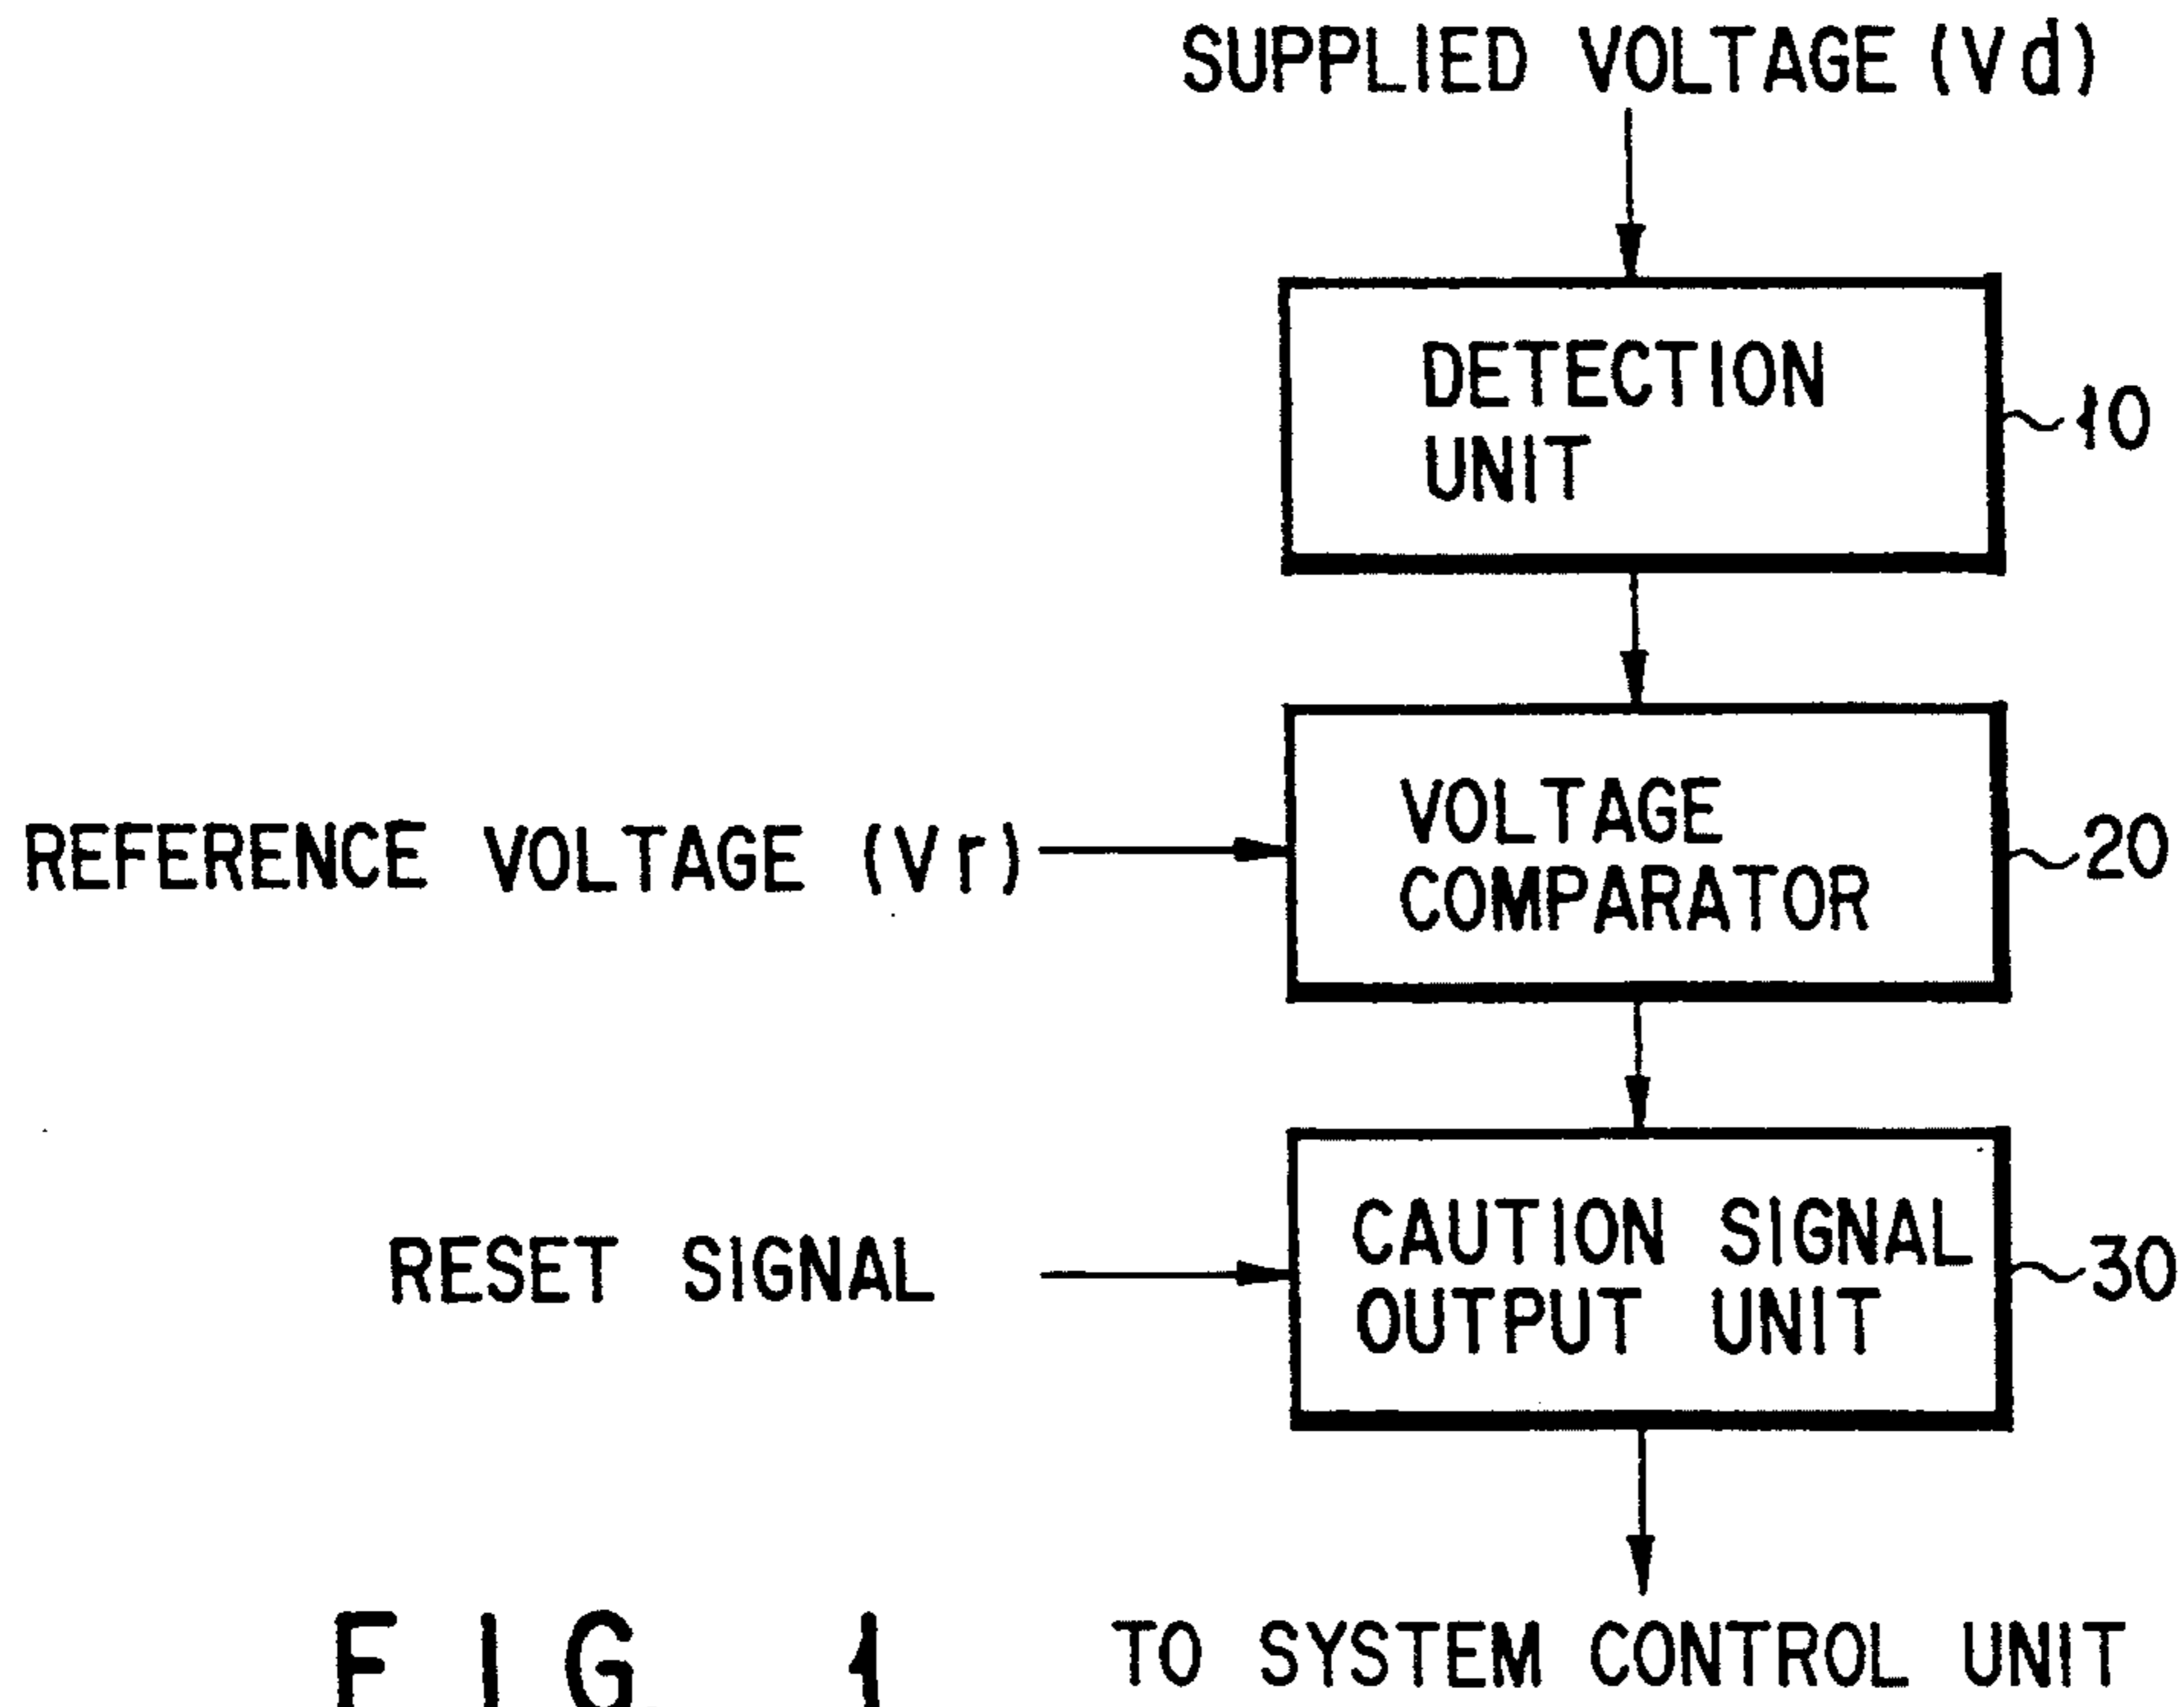 SUPPLIED VOLTAGE (Vd)
DETECTION
UNIT
10
REFERENCE VOLTAGE (Vr)
VOLTAGE
COMPARATOR
20
RESET SIGNAL
CAUTION SIGNAL
OUTPUT UNIT
30
TO SYSTEM CONTROL UNIT
FIG. 1